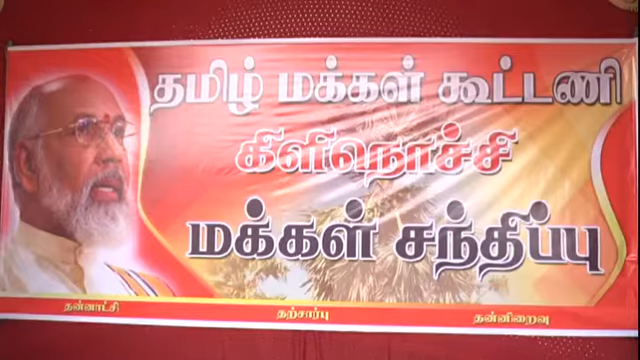 தமிழ் மக்கள் கூட்டணி
கிளிநொச்சி
மக்கள் சந்திப்பு
தன்னாட்சி தற்சார்பு தன்னிறைவு